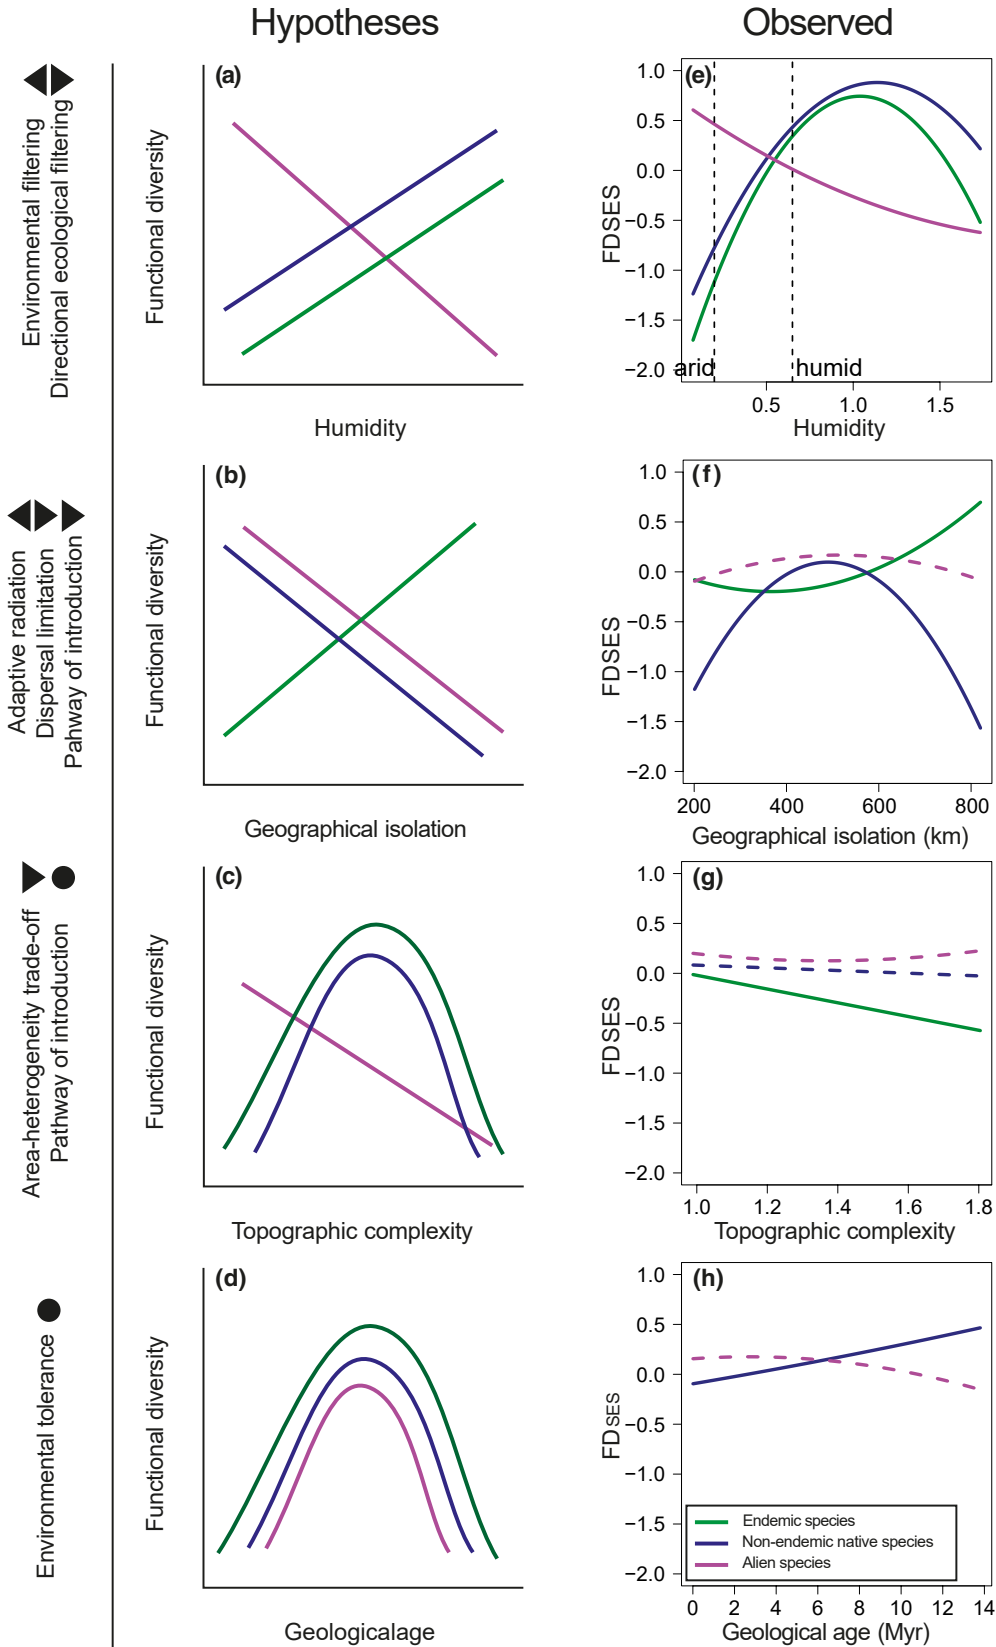 Hypotheses
Observed
Environmental filtering
Directional ecological filtering
(a)
Functional diversity
Humidity
(e)
FDSES
1.0
0.5
0.0
−0.5
−1.0
−1.5
−2.0
arid
humid
0.5
1.0
1.5
Humidity
Adaptive radiation
Dispersal limitation
Pahway of introduction
(b)
Functional diversity
Geographical isolation
(f)
FDSES
1.0
0.5
0.0
−0.5
−1.0
−1.5
−2.0
200
400
600
800
Geographical isolation (km)
Area-heterogeneity trade-off
Pathway of introduction
(c)
Functional diversity
Topographic complexity
(g)
FDSES
1.0
0.5
0.0
−0.5
−1.0
−1.5
−2.0
1.0
1.2
1.4
1.6
1.8
Topographic complexity
Environmental tolerance
(d)
Functional diversity
Geologicalage
(h)
FDSES
1.0
0.5
0.0
−0.5
−1.0
−1.5
−2.0
Endemic species
Non-endemic native species
Alien species
0
2
4
6
8
10
12
14
Geological age (Myr)